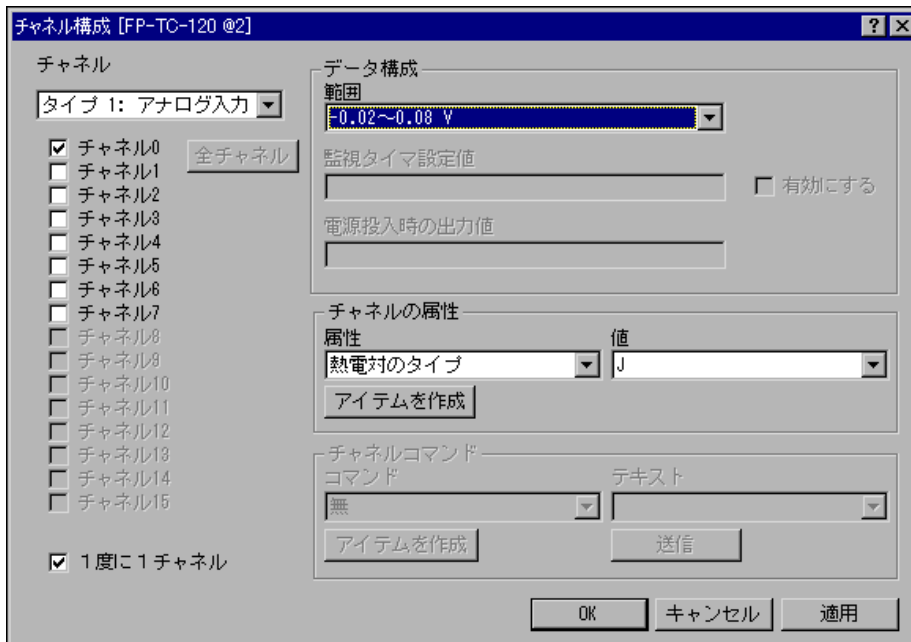 チャネル構成 [FP-TC-120 @2]
チャネル
タイプ 1: アナログ入力
チャネル0
全チャネル
チャネル1
チャネル2
チャネル3
チャネル4
チャネル5
チャネル6
チャネル7
チャネル8
チャネル9
チャネル10
チャネル11
チャネル12
チャネル13
チャネル14
チャネル15
1度に1チャネル
データ構成
範囲
-0.02~0.08 V
監視タイマ設定値
有効にする
電源投入時の出力値
チャネルの属性
属性
値
熱電対のタイプ
J
アイテムを作成
チャネルコマンド
コマンド
テキスト
無
アイテムを作成
送信
OK
キャンセル
適用